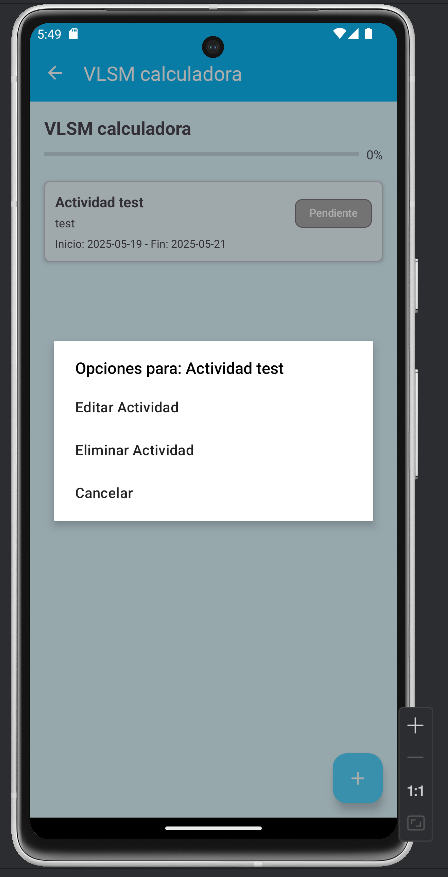 5:49
VLSM calculadora
VLSM calculadora
0%
Actividad test
Pendiente
test
Inicio: 2025-05-19 - Fin: 2025-05-21
Opciones para: Actividad test
Editar Actividad
Eliminar Actividad
Cancelar
1:1